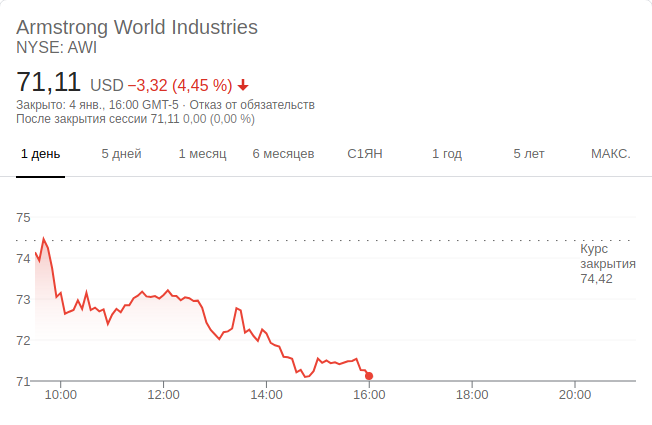 Armstrong World Industries
NYSE: AWI
71,11 USD −3,32 (4,45 %)
Закрыто: 4 янв., 16:00 GMT-5 · Отказ от обязательств
После закрытия сессии 71,11 0,00 (0,00 %)
1 день 5 дней 1 месяц 6 месяцев С1ЯН 1 год 5 лет МАКС.
75
74
73
72
71
Курс
закрытия
74,42
10:00 12:00 14:00 16:00 18:00 20:00